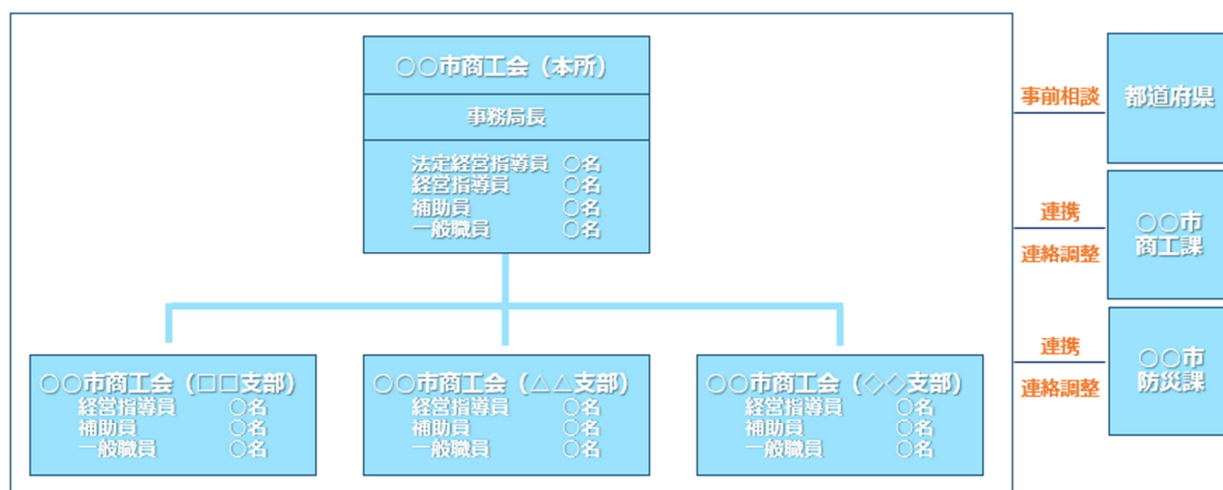 ○○市商工会（本所）
事務局長
法定経営指導員　○名
経営指導員　○名
補助員　○名
一般職員　○名
○○市商工会（□□支部）
経営指導員　○名
補助員　○名
一般職員　○名
○○市商工会（△△支部）
経営指導員　○名
補助員　○名
一般職員　○名
○○市商工会（◇◇支部）
経営指導員　○名
補助員　○名
一般職員　○名
事前相談
都道府県
連携
連絡調整
○○市
商工課
連携
連絡調整
○○市
防災課